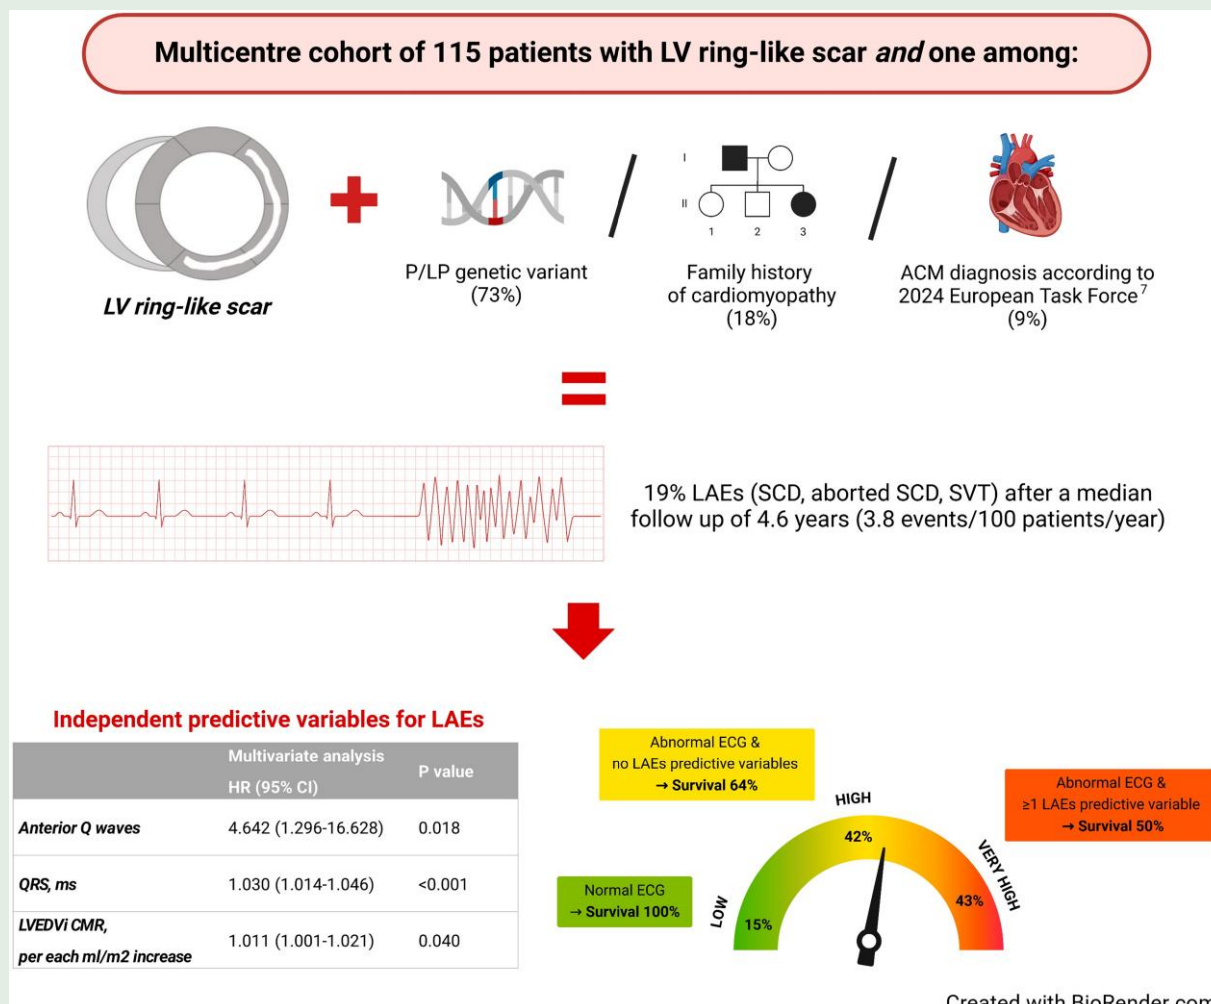 Multicentre cohort of 115 patients with LV ring-like scar and one among:
I
II
1 2 3
LV ring-like scar
P/LP genetic variant
(73%)
Family history
of cardiomyopathy
(18%)
ACM diagnosis according to
2024 European Task Force7
(9%)
19% LAEs (SCD, aborted SCD, SVT) after a median
follow up of 4.6 years (3.8 events/100 patients/year)
Independent predictive variables for LAEs
Multivariate analysis
HR (95% CI)
P value
Anterior Q waves 4.642 (1.296-16.628) 0.018
QRS, ms 1.030 (1.014-1.046) <0.001
LVEDVi CMR,
per each ml/m2 increase 1.011 (1.001-1.021) 0.040
Abnormal ECG &
no LAEs predictive variables
→ Survival 64%
Abnormal ECG &
≥1 LAEs predictive variable
→ Survival 50%
Normal ECG
→ Survival 100%
LOW
HIGH
VERY HIGH
15%
42%
43%
Created with BioRender.com